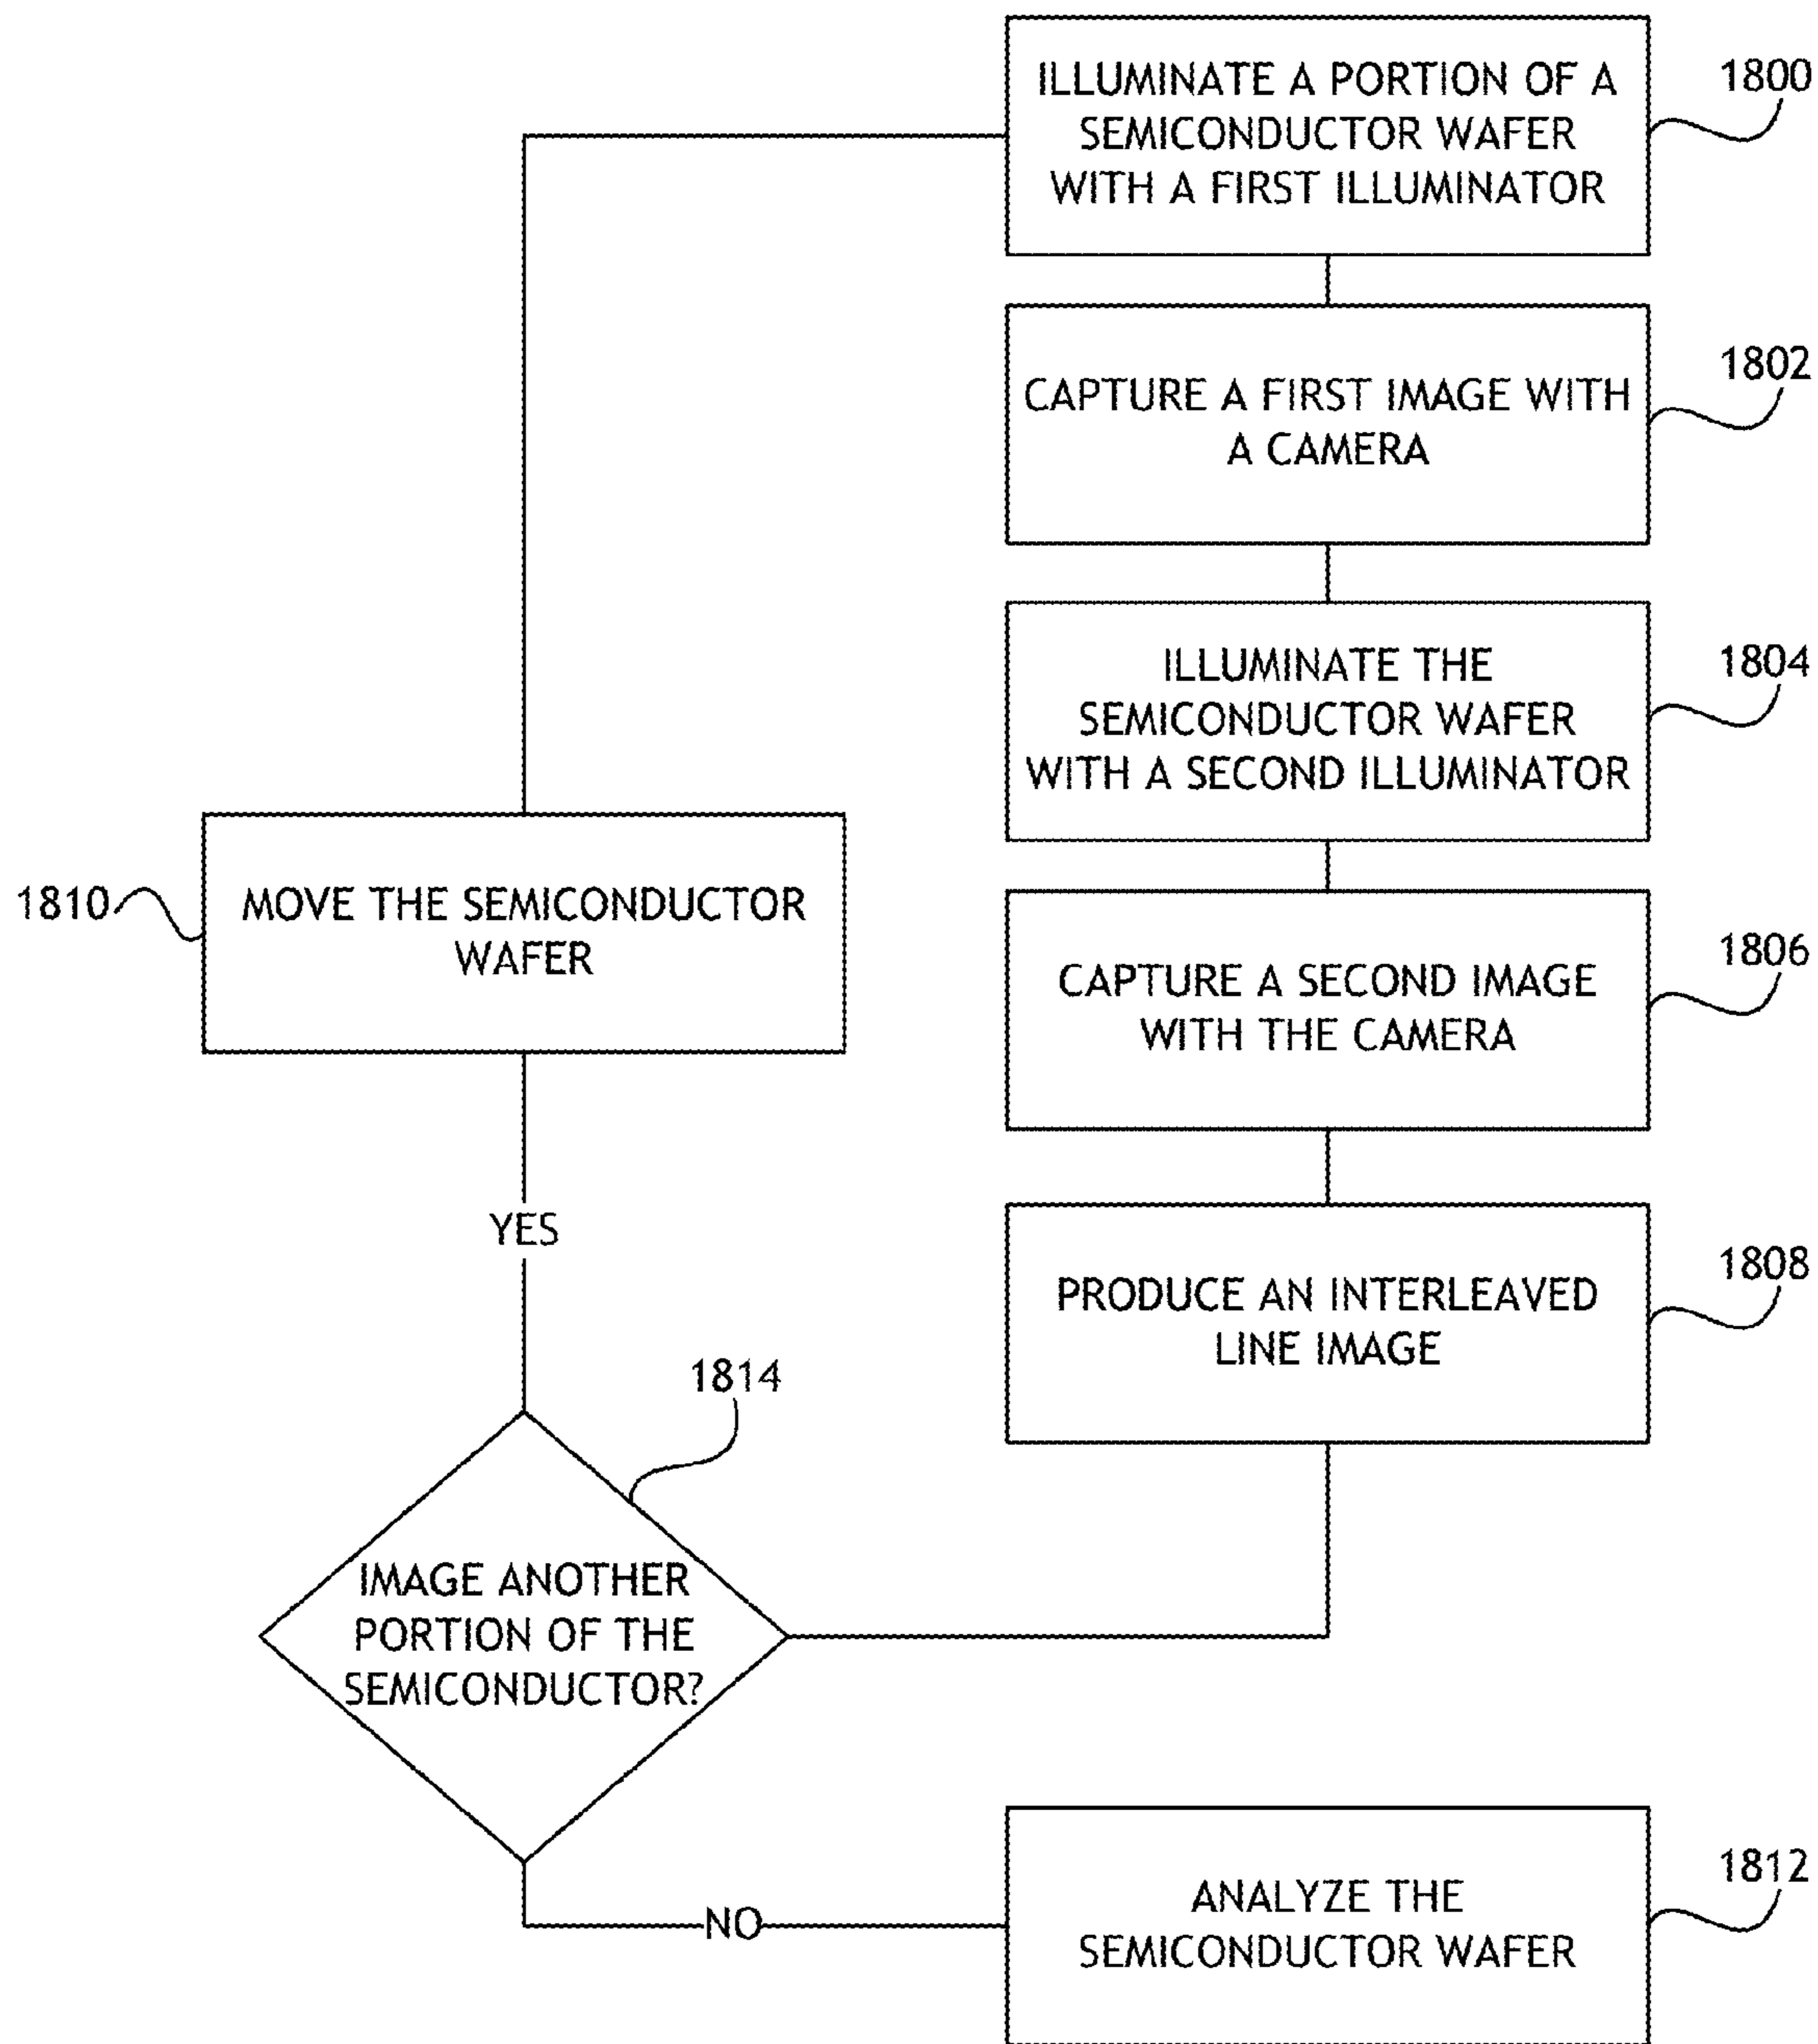 ILLUMINATE A PORTION OF A
SEMICONDUCTOR WAFER
WITH A FIRST ILLUMINATOR
1800
CAPTURE A FIRST IMAGE WITH
A CAMERA
1802
ILLUMINATE THE
SEMICONDUCTOR WAFER
WITH A SECOND ILLUMINATOR
1804
1810
MOVE THE SEMICONDUCTOR
WAFER
CAPTURE A SECOND IMAGE
WITH THE CAMERA
1806
YES
PRODUCE AN INTERLEAVED
LINE IMAGE
1808
1814
IMAGE ANOTHER
PORTION OF THE
SEMICONDUCTOR?
NO
ANALYZE THE
SEMICONDUCTOR WAFER
1812